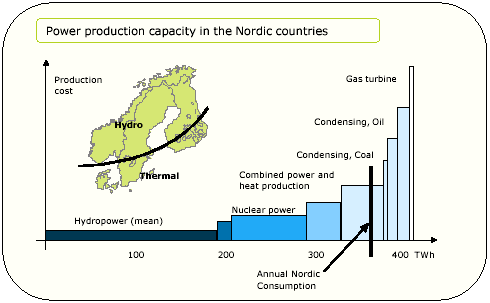 Power production capacity in the Nordic countries
Production
cost
Gas turbine
Hydro
Condensing, Oil
Condensing, Coal
Thermal
Combined power and
heat production
Nuclear power
Hydropower (mean)
100
200
300
400 TWh
Annual Nordic
Consumption